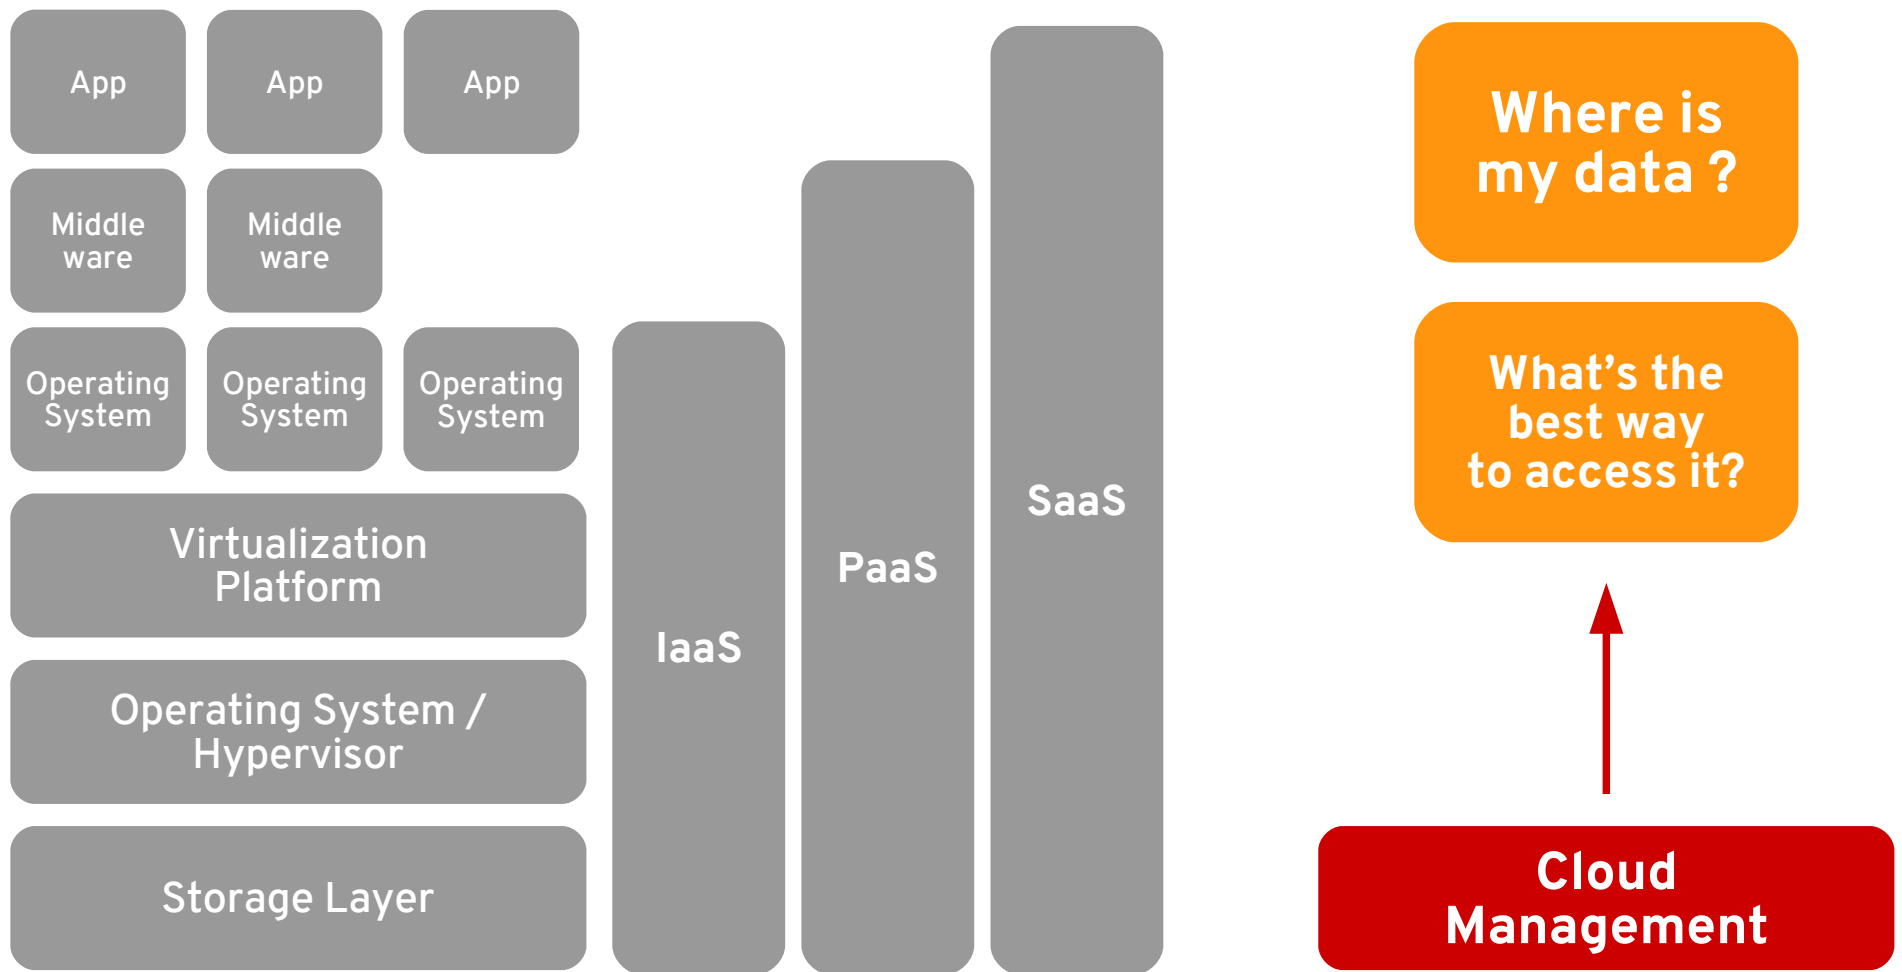 App
App
App
Middle
ware
Middle
ware
Operating
System
Operating
System
Operating
System
Virtualization
Platform
Operating System /
Hypervisor
Storage Layer
IaaS
PaaS
SaaS
Where is
my data ?
What’s the
best way
to access it?
Cloud
Management